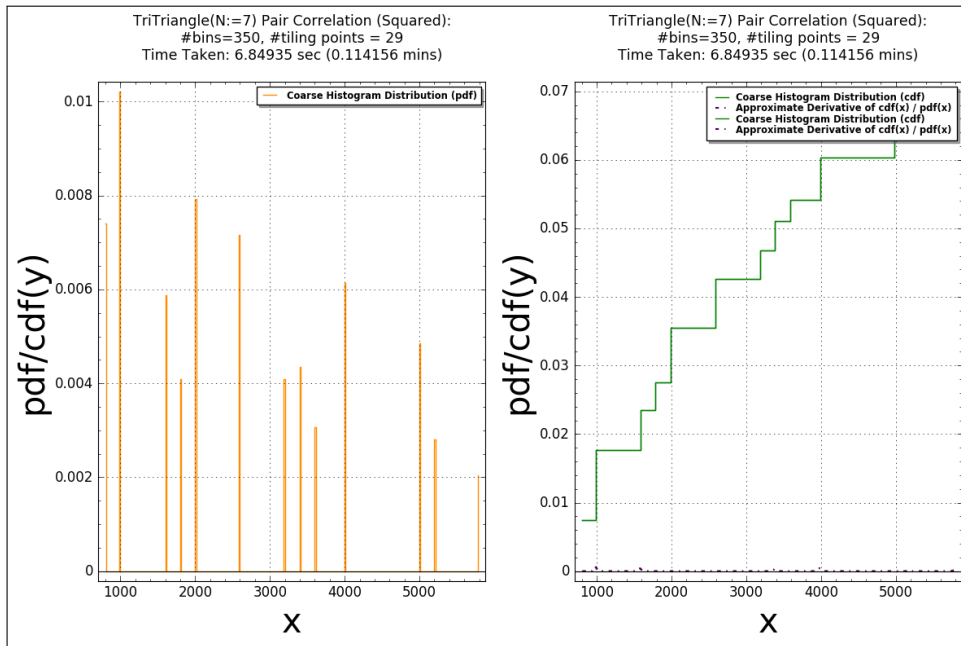 TriTriangle(N:=7) Pair Correlation (Squared):
#bins=350, #tiling points = 29
Time Taken: 6.84935 sec (0.114156 mins)
Coarse Histogram Distribution (pdf)
0.01
0.008
0.006
0.004
0.002
0
pdf/cdf(y)
1000 2000 3000 4000 5000
x
TriTriangle(N:=7) Pair Correlation (Squared):
#bins=350, #tiling points = 29
Time Taken: 6.84935 sec (0.114156 mins)
Coarse Histogram Distribution (cdf)
Approximate Derivative of cdf(x) / pdf(x)
Coarse Histogram Distribution (cdf)
Approximate Derivative of cdf(x) / pdf(x)
0.07
0.06
0.05
0.04
0.03
0.02
0.01
0
pdf/cdf(y)
1000 2000 3000 4000 5000
x